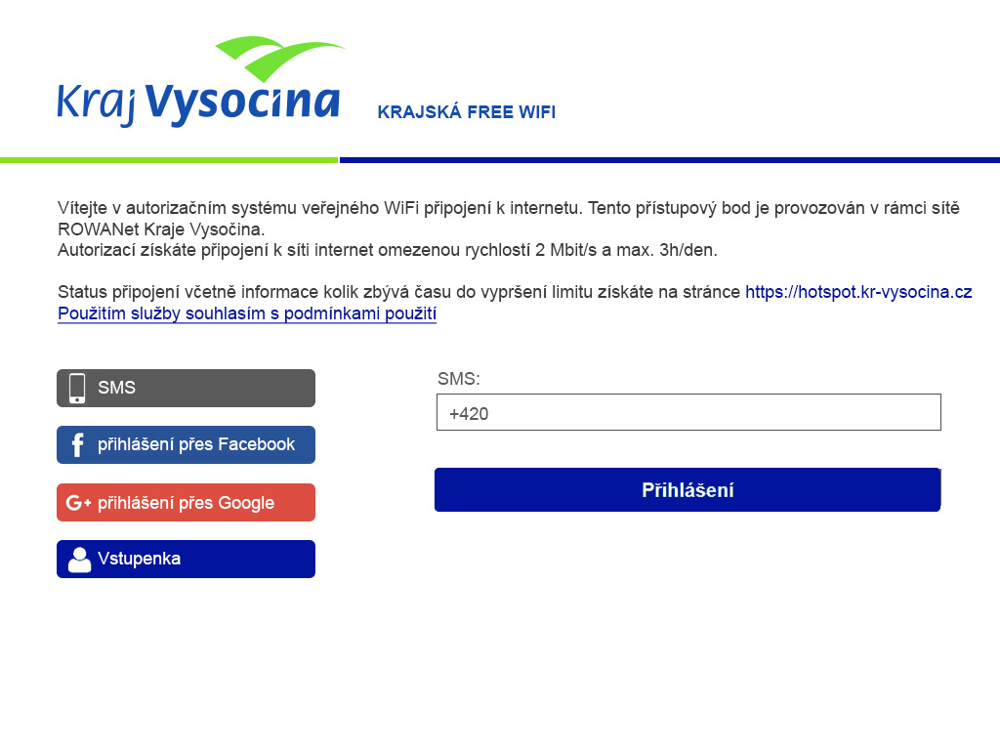 Kraj Vysočina
KRAJSKÁ FREE WIFI
Vítejte v autorizačním systému veřejného WiFi připojení k internetu. Tento přístupový bod je provozován v rámci sítě
ROWANet Kraje Vysočina.
Autorizací získáte připojení k síti internet omezenou rychlostí 2 Mbit/s a max. 3h/den.
Status připojení včetně informace kolik zbývá času do vypršení limitu získáte na stránce https://hotspot.kr-vysocina.cz
Použitím služby souhlasím s podmínkami použití
SMS
SMS:
+420
přihlášení přes Facebook
Přihlášení
G+ přihlášení přes Google
Vstupenka